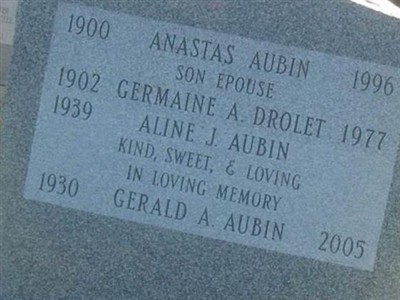 1900 ANASTAS AUBIN 1996
SON EPOUSE
1902 GERMAINE A. DROLET 1977
1939 ALINE J. AUBIN
KIND, SWEET, & LOVING
IN LOVING MEMORY
1930 GERALD A. AUBIN 2005